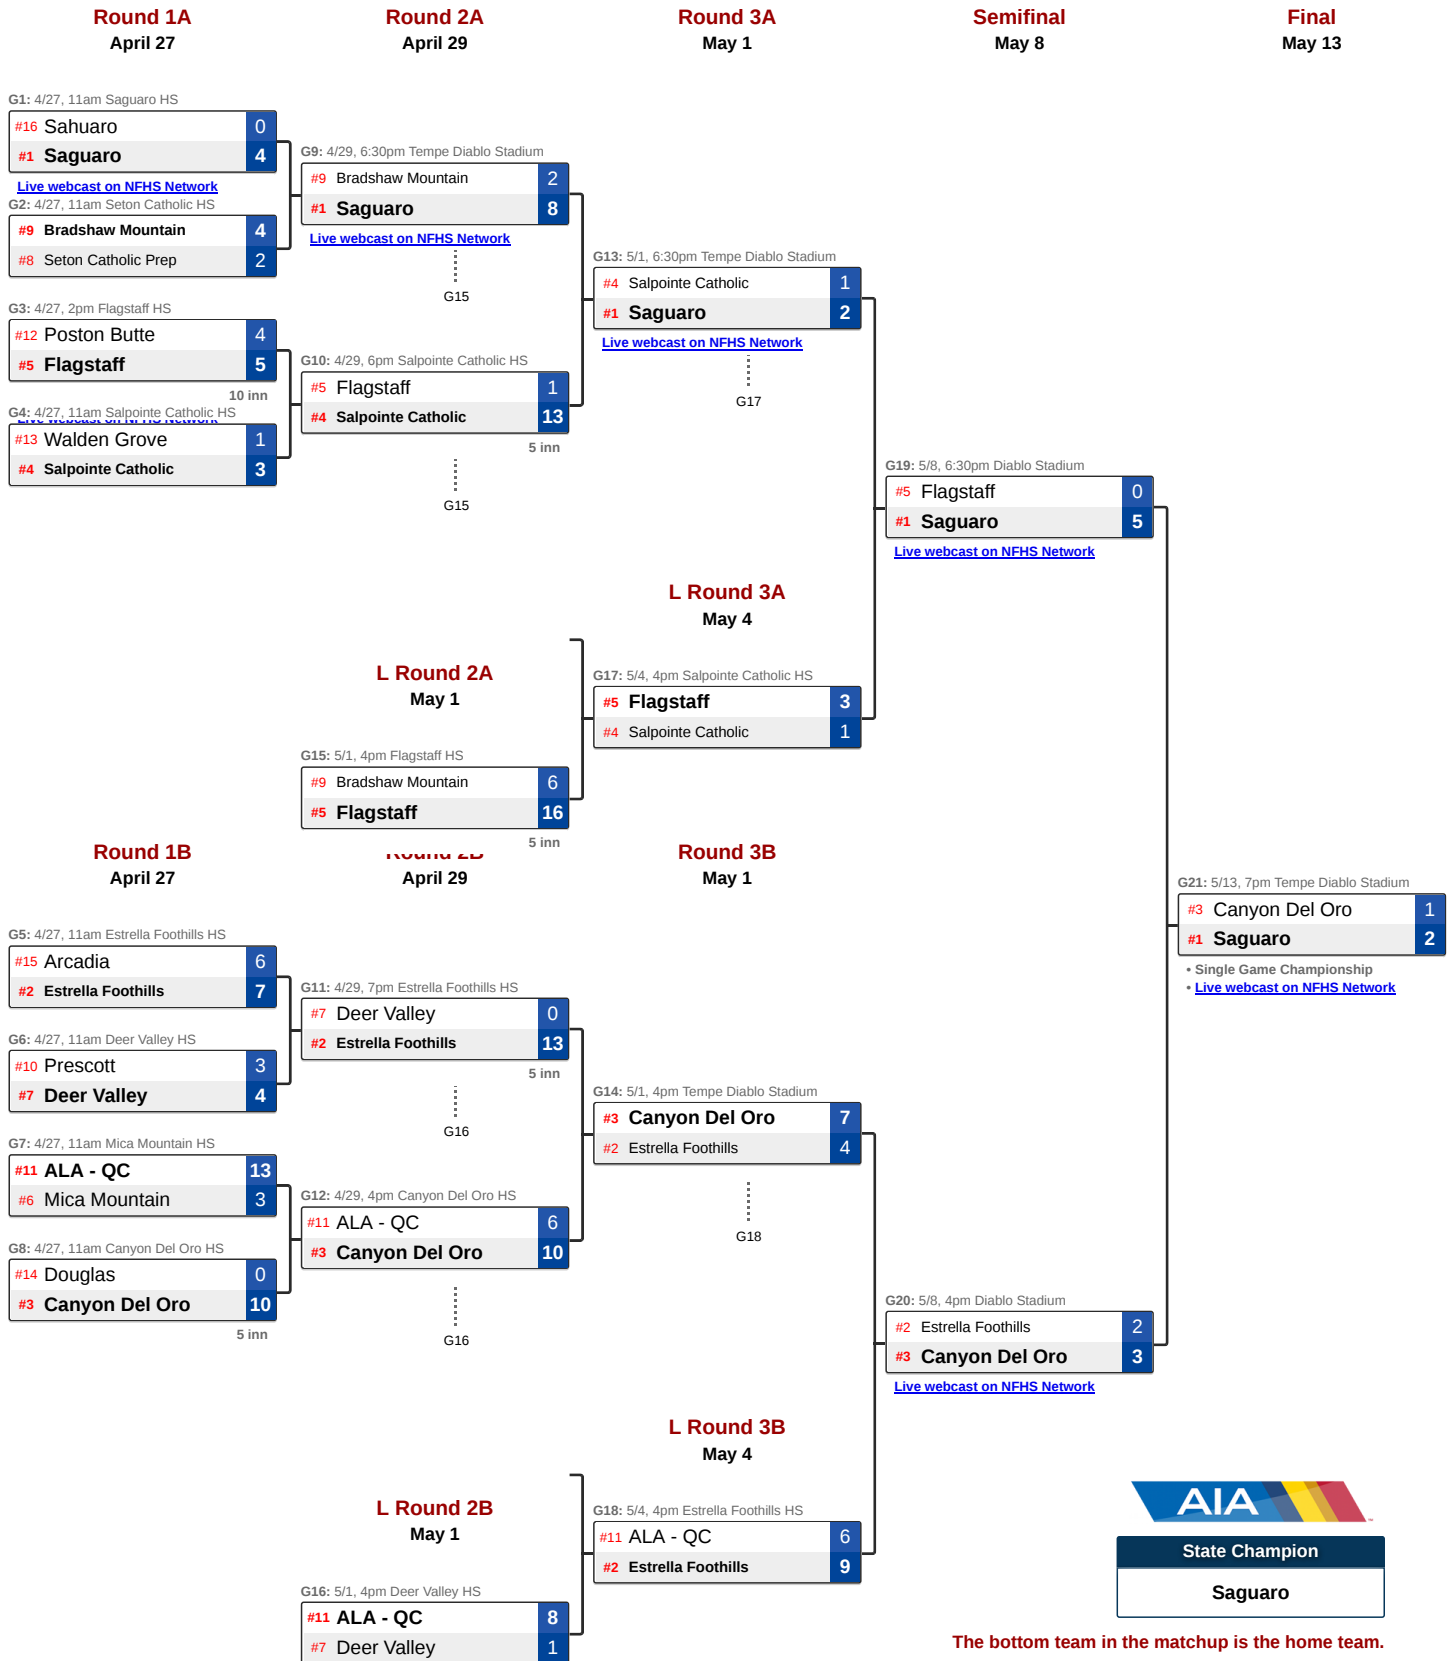 Round 1A
April 27
Round 2A
April 29
Round 3A
May 1
Semifinal
May 8
Final
May 13
G1: 4/27, 11am Saguaro HS
#16 Sahuaro 0
#1 Saguaro 4
Live webcast on NFHS Network
G2: 4/27, 11am Seton Catholic HS
#9 Bradshaw Mountain 4
#8 Seton Catholic Prep 2
G3: 4/27, 2pm Flagstaff HS
#12 Poston Butte 4
#5 Flagstaff 5
10 inn
Live webcast on NFHS Network
G4: 4/27, 11am Salpointe Catholic HS
#13 Walden Grove 1
#4 Salpointe Catholic 3
G9: 4/29, 6:30pm Tempe Diablo Stadium
#9 Bradshaw Mountain 2
#1 Saguaro 8
Live webcast on NFHS Network
G15
G10: 4/29, 6pm Salpointe Catholic HS
#5 Flagstaff 1
#4 Salpointe Catholic 13
5 inn
G15
G13: 5/1, 6:30pm Tempe Diablo Stadium
#4 Salpointe Catholic 1
#1 Saguaro 2
Live webcast on NFHS Network
G17
G19: 5/8, 6:30pm Diablo Stadium
#5 Flagstaff 0
#1 Saguaro 5
Live webcast on NFHS Network
L Round 3A
May 4
L Round 2A
May 1
G17: 5/4, 4pm Salpointe Catholic HS
#5 Flagstaff 3
#4 Salpointe Catholic 1
G15: 5/1, 4pm Flagstaff HS
#9 Bradshaw Mountain 6
#5 Flagstaff 16
5 inn
Round 1B
April 27
Round 2B
April 29
Round 3B
May 1
G21: 5/13, 7pm Tempe Diablo Stadium
#3 Canyon Del Oro 1
#1 Saguaro 2
• Single Game Championship
• Live webcast on NFHS Network
G5: 4/27, 11am Estrella Foothills HS
#15 Arcadia 6
#2 Estrella Foothills 7
G6: 4/27, 11am Deer Valley HS
#10 Prescott 3
#7 Deer Valley 4
G7: 4/27, 11am Mica Mountain HS
#11 ALA - QC 13
#6 Mica Mountain 3
G8: 4/27, 11am Canyon Del Oro HS
#14 Douglas 0
#3 Canyon Del Oro 10
5 inn
G11: 4/29, 7pm Estrella Foothills HS
#7 Deer Valley 0
#2 Estrella Foothills 13
5 inn
G16
G12: 4/29, 4pm Canyon Del Oro HS
#11 ALA - QC 6
#3 Canyon Del Oro 10
G16
G14: 5/1, 4pm Tempe Diablo Stadium
#3 Canyon Del Oro 7
#2 Estrella Foothills 4
G18
G20: 5/8, 4pm Diablo Stadium
#2 Estrella Foothills 2
#3 Canyon Del Oro 3
Live webcast on NFHS Network
L Round 3B
May 4
L Round 2B
May 1
G18: 5/4, 4pm Estrella Foothills HS
#11 ALA - QC 6
#2 Estrella Foothills 9
G16: 5/1, 4pm Deer Valley HS
#11 ALA - QC 8
#7 Deer Valley 1
AIA
State Champion
Saguaro
The bottom team in the matchup is the home team.